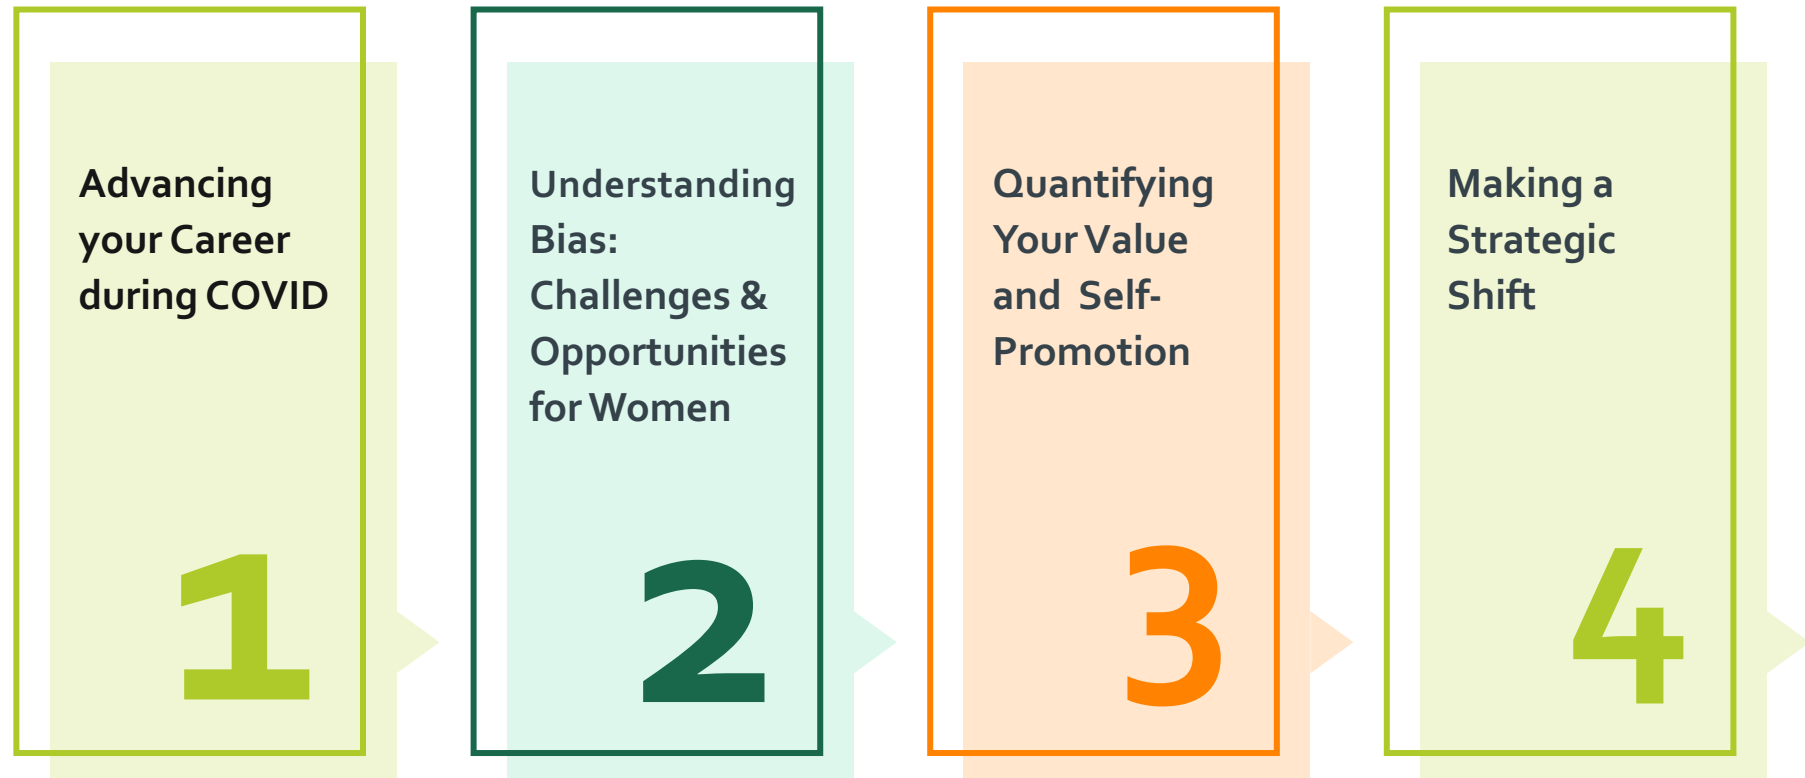 Advancing
your Career
during COVID
1
Understanding
Bias:
Challenges &
Opportunities
for Women
2
Quantifying
Your Value
and  Self-
Promotion
3
Making a
Strategic
Shift
4